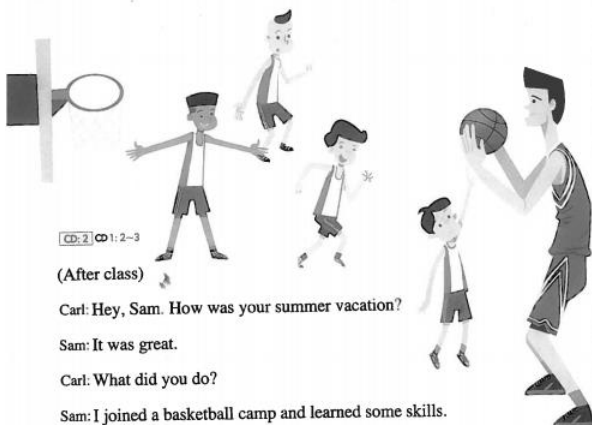 CD: 2 CD 1: 2~3
(After class)
Carl: Hey, Sam. How was your summer vacation?
Sam: It was great.
Carl: What did you do?
Sam: I joined a basketball camp and learned some skills.